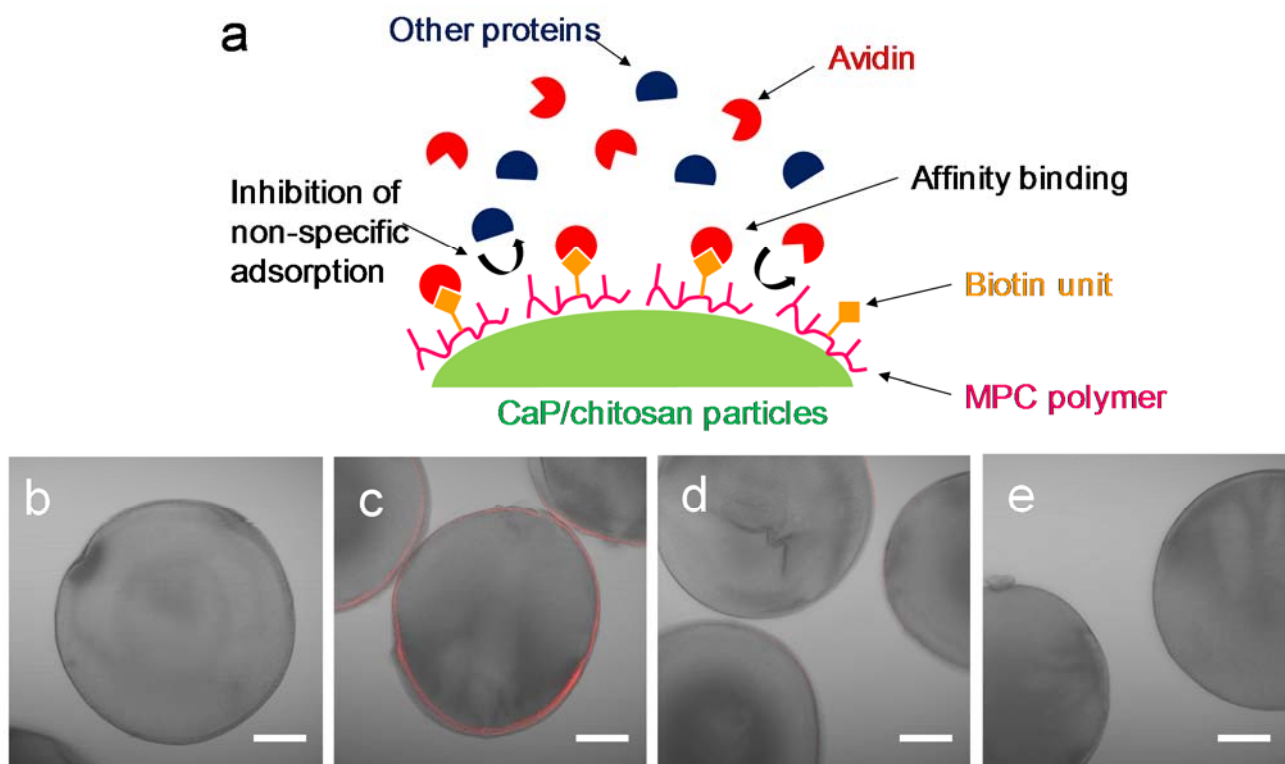 a
Other proteins
Avidin
Inhibition of
non-specific
adsorption
Affinity binding
Biotin unit
MPC polymer
CaP/chitosan particles
b
c
d
e